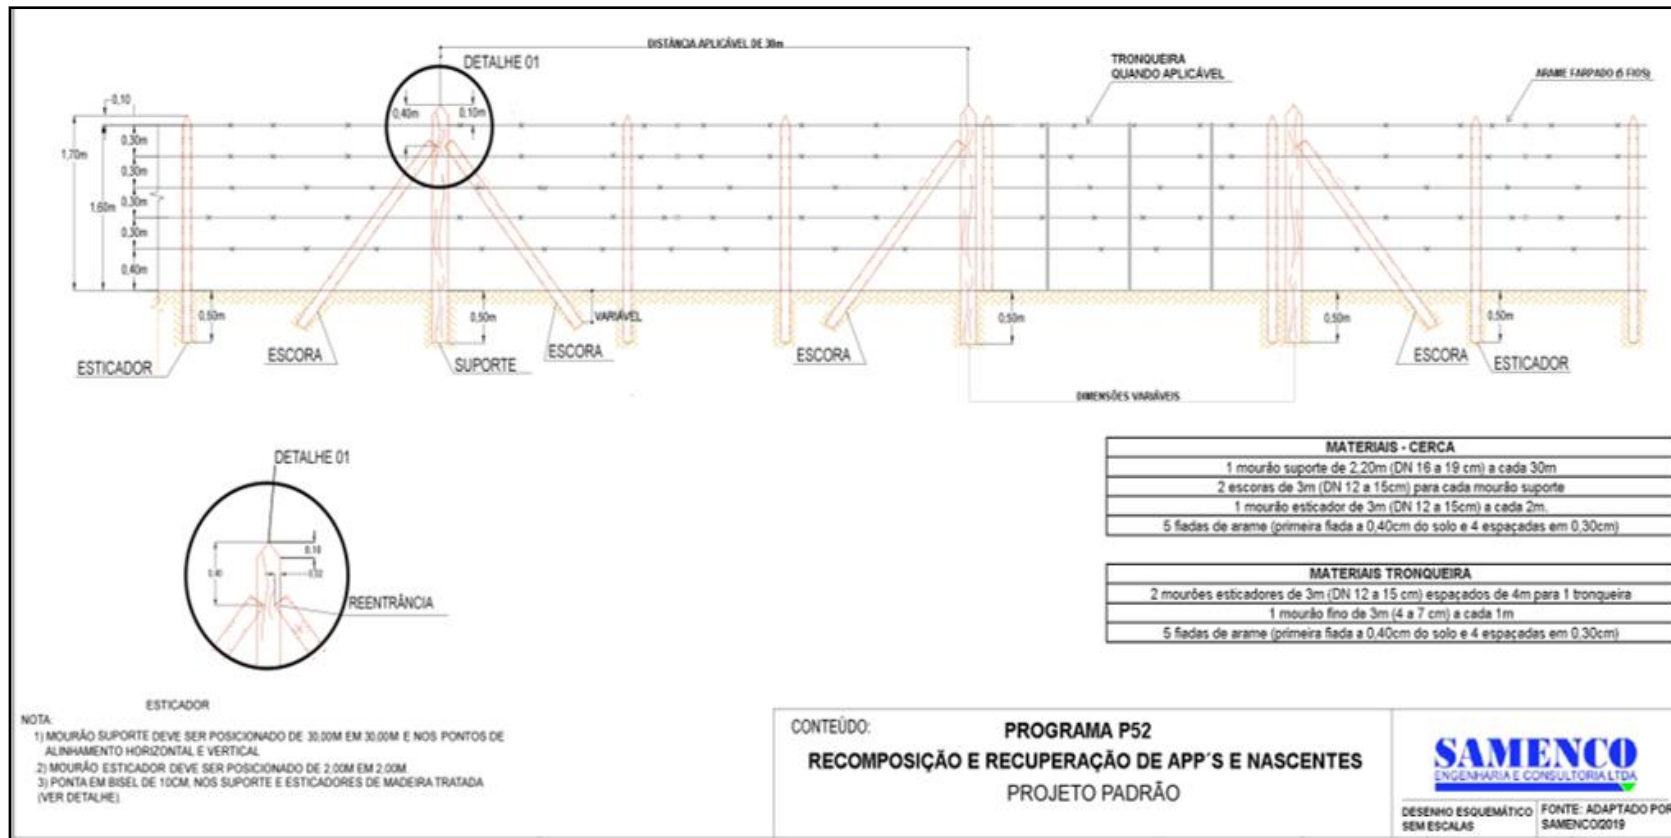 DISTÂNCIA APLICÁVEL DE 30m
DETALHE 01
TRONQUEIRA
QUANDO APLICÁVEL
ARAME FARPADO (5 FIOS)
0,10
0,40m
0,10m
1,70m
1,60m
0,30m
0,30m
0,30m
0,30m
0,40m
0,50m
0,50m
VARIÁVEL
0,50m
0,50m
0,50m
ESTICADOR
ESCORA
SUPORTE
ESCORA
ESCORA
ESCORA
ESTICADOR
DIMENSÕES VARIÁVEIS
DETALHE 01
0,10
0,40
0,02
REENTRÂNCIA
MATERIAIS - CERCA
1 mourão suporte de 2,20m (DN 16 a 19 cm) a cada 30m
2 escoras de 3m (DN 12 a 15cm) para cada mourão suporte
1 mourão esticador de 3m (DN 12 a 15cm) a cada 2m.
5 fiadas de arame (primeira fiada a 0,40cm do solo e 4 espaçadas em 0,30cm)
MATERIAIS TRONQUEIRA
2 mourões esticadores de 3m (DN 12 a 15 cm) espaçados de 4m para 1 tronqueira
1 mourão fino de 3m (4 a 7 cm) a cada 1m
5 fiadas de arame (primeira fiada a 0,40cm do solo e 4 espaçadas em 0,30cm)
ESTICADOR
NOTA:
1) MOURÃO SUPORTE DEVE SER POSICIONADO DE 30,00M EM 30,00M E NOS PONTOS DE
ALINHAMENTO HORIZONTAL E VERTICAL
2) MOURÃO ESTICADOR DEVE SER POSICIONADO DE 2,00M EM 2,00M.
3) PONTA EM BISEL DE 10CM, NOS SUPORTE E ESTICADORES DE MADEIRA TRATADA
(VER DETALHE).
CONTEÚDO:
PROGRAMA P52
RECOMPOSIÇÃO E RECUPERAÇÃO DE APP´S E NASCENTES
PROJETO PADRÃO
SAMENCO
ENGENHARIA E CONSULTORIA LTDA
DESENHO ESQUEMÁTICO
SEM ESCALAS
FONTE: ADAPTADO POR
SAMENCO/2019